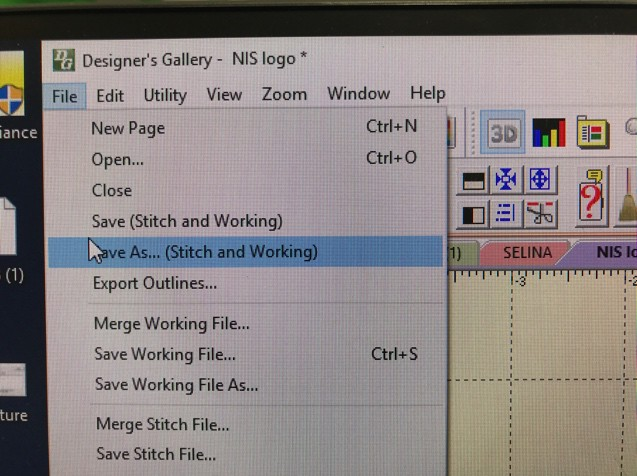 DG Designer's Gallery - NIS logo *
File Edit Utility View Zoom Window Help
iance
New Page Ctrl+N
Open... Ctrl+O
3D
Close
Save (Stitch and Working)
ave As... (Stitch and Working)
1) SELINA NIS lo
(1)
Export Outlines...
-3 -2
Merge Working File...
Save Working File... Ctrl+S
Save Working File As...
ture
Merge Stitch File...
Save Stitch File...